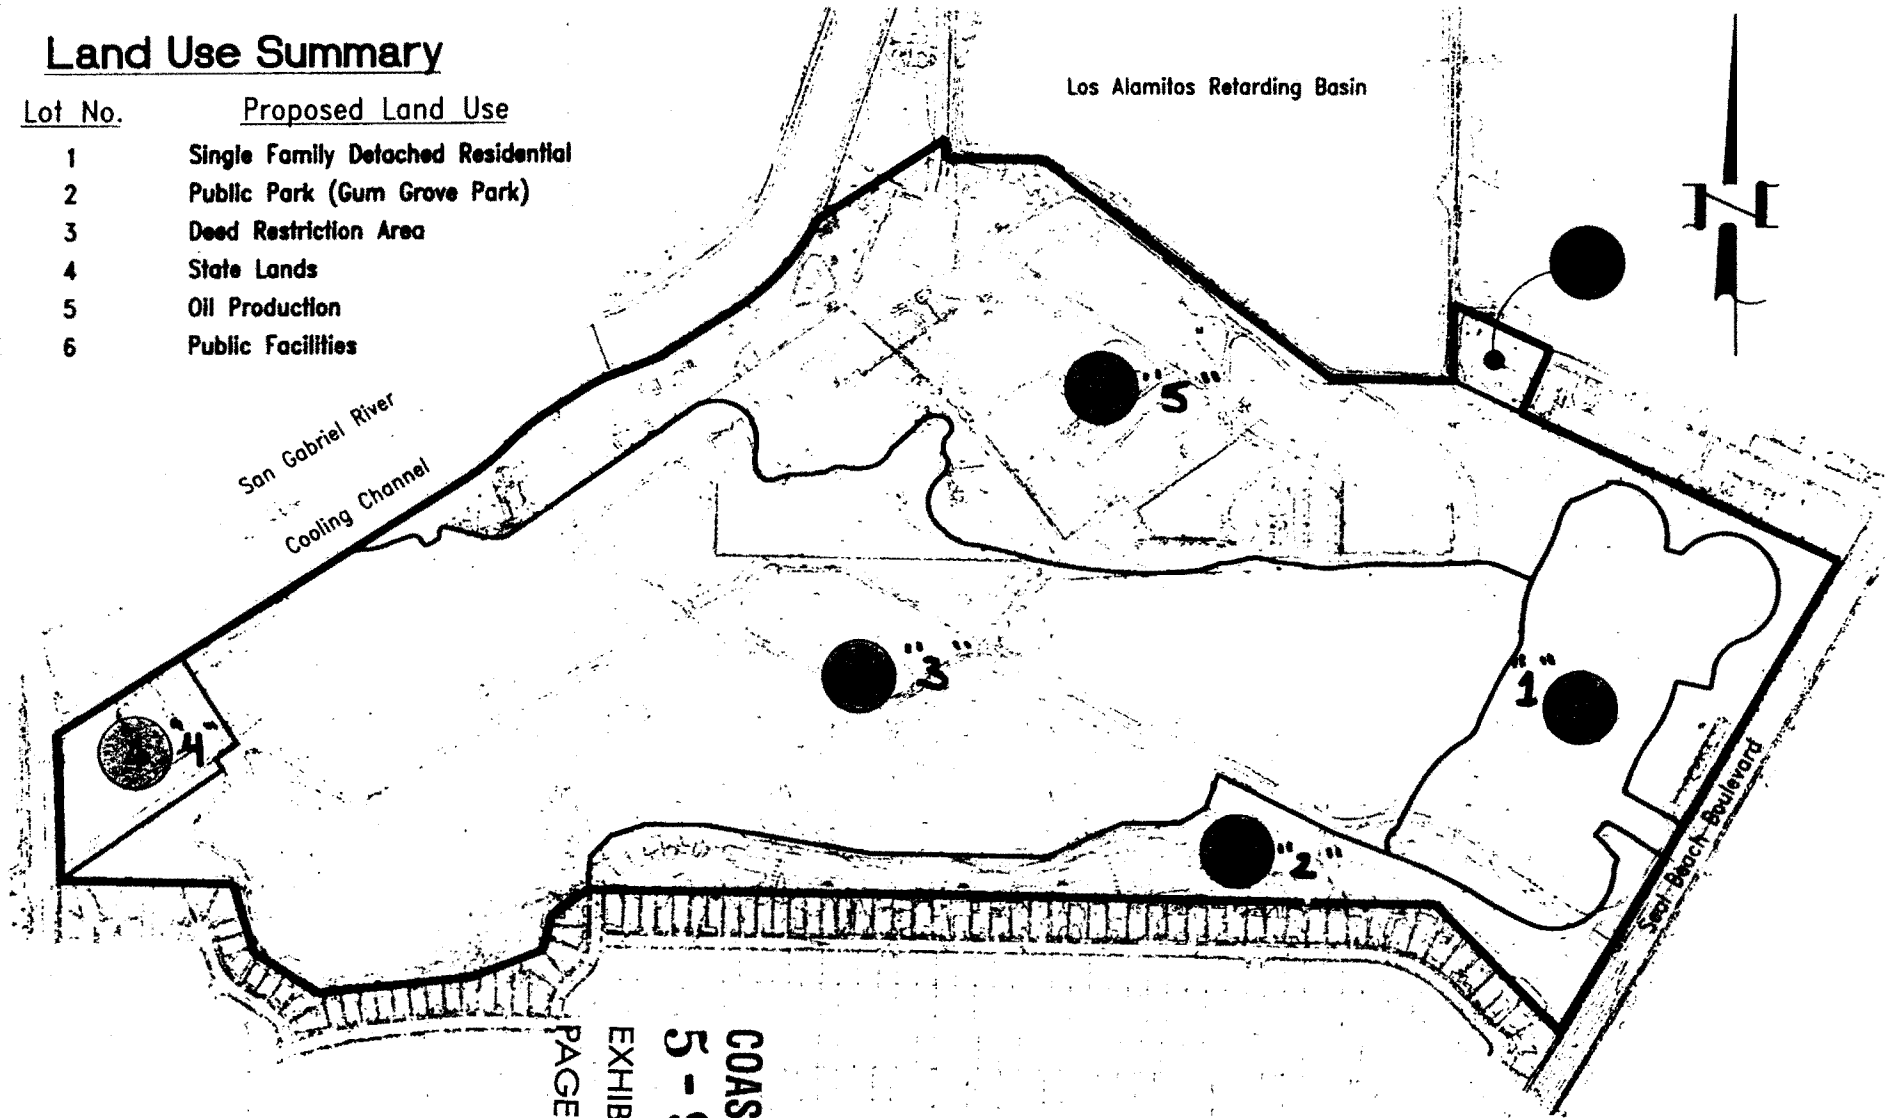 Land Use Summary
Lot No. Proposed Land Use
1 Single Family Detached Residential
2 Public Park (Gum Grove Park)
3 Deed Restriction Area
4 State Lands
5 Oil Production
6 Public Facilities
Los Alamitos Retarding Basin
N
San Gabriel River
Cooling Channel
"5"
"3"
"1"
"4"
"2"
Seal Beach Boulevard
COAS
5-9
EXHIB
PAGE